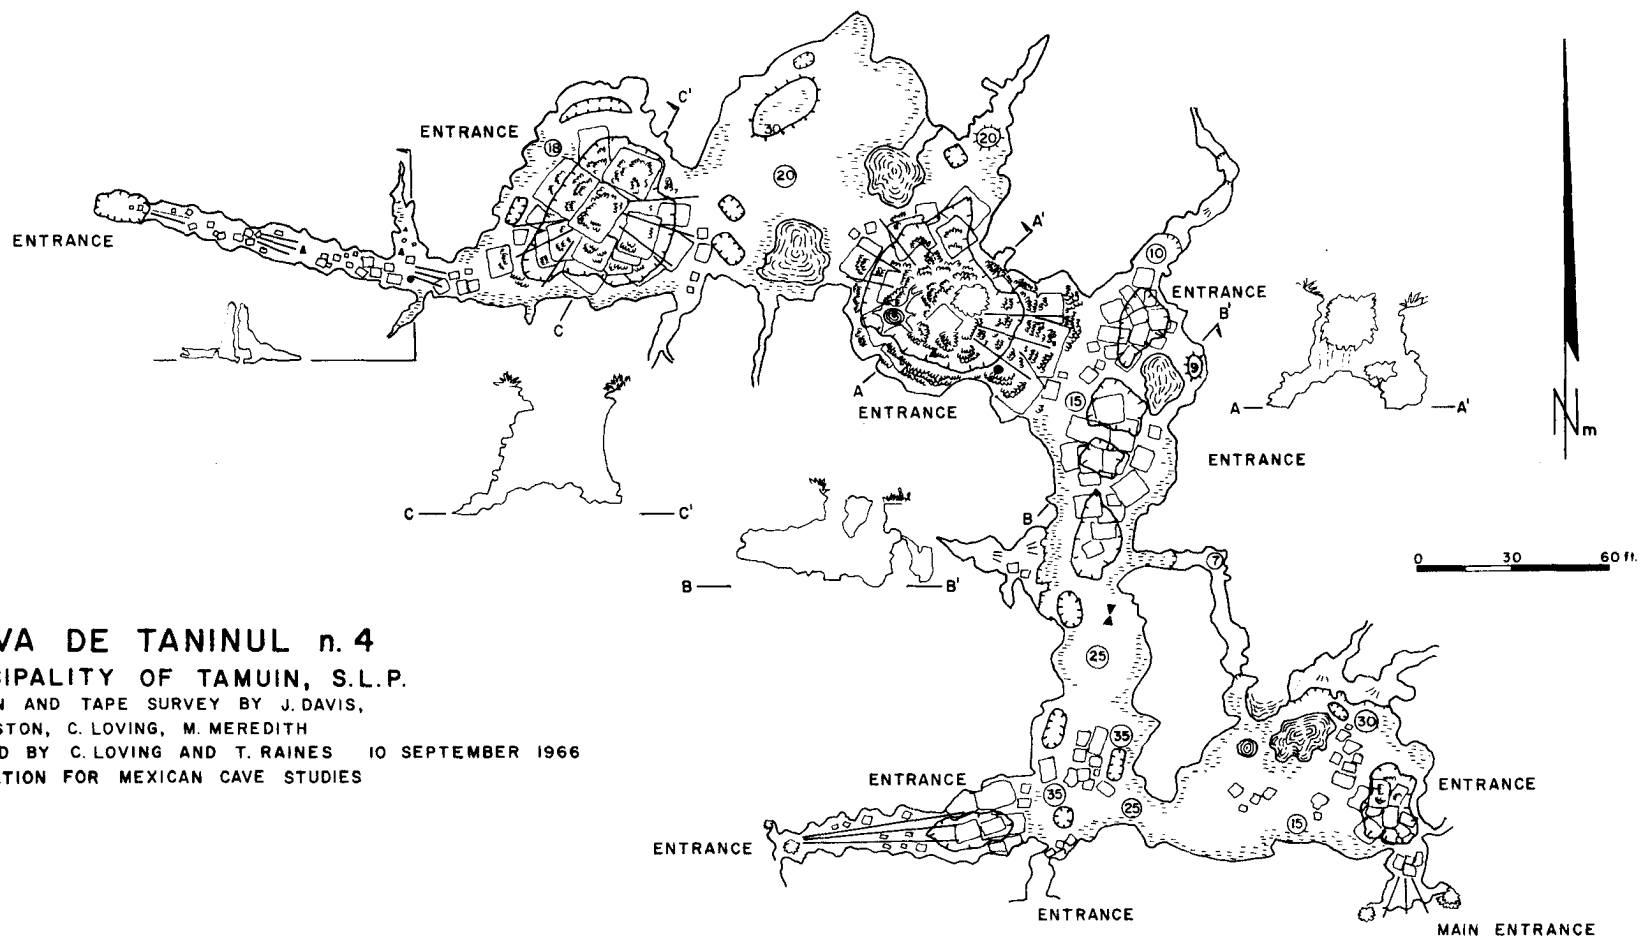 ENTRANCE
C'
18
30
20
20
ENTRANCE
A'
10
ENTRANCE
B'
9
C
A
ENTRANCE
15
A — A'
N m
ENTRANCE
C — C'
B
B — B'
7
0 30 60 ft.
VA DE TANINUL n. 4
IPALITY OF TAMUIN, S.L.P.
N AND TAPE SURVEY BY J. DAVIS,
STON, C. LOVING, M. MEREDITH
D BY C. LOVING AND T. RAINES 10 SEPTEMBER 1966
TION FOR MEXICAN CAVE STUDIES
25
30
35
ENTRANCE
35
25
15
ENTRANCE
ENTRANCE
ENTRANCE
MAIN ENTRANCE